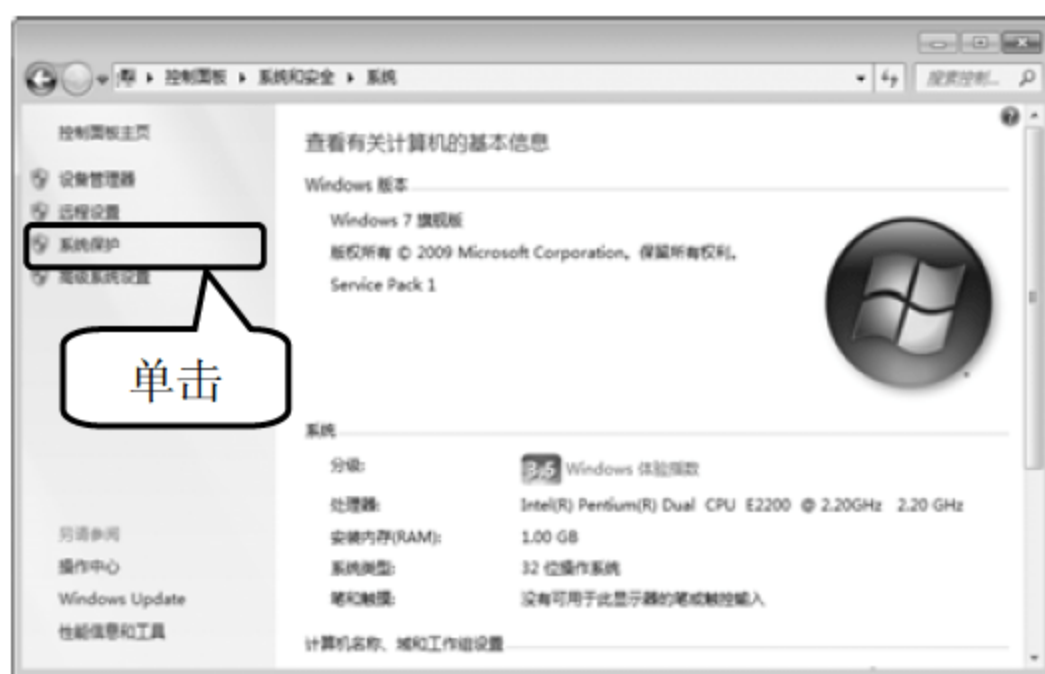 控制面板 ▸ 系统和安全 ▸ 系统
搜索控制...
控制面板主页
设备管理器
远程设置
系统保护
高级系统设置
单击
另请参阅
操作中心
Windows Update
性能信息和工具
查看有关计算机的基本信息
Windows 版本
Windows 7 旗舰版
版权所有 © 2009 Microsoft Corporation。保留所有权利。
Service Pack 1
系统
分级: 3.6 Windows 体验指数
处理器: Intel(R) Pentium(R) Dual CPU E2200 @ 2.20GHz 2.20 GHz
安装内存(RAM): 1.00 GB
系统类型: 32 位操作系统
笔和触摸: 没有可用于此显示器的笔或触控输入
计算机名称、域和工作组设置